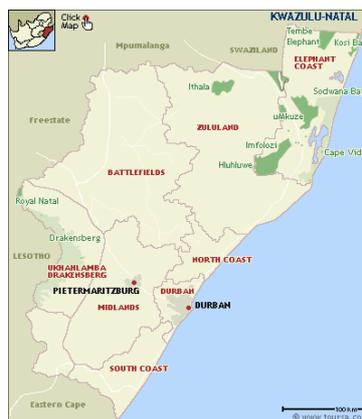 KWAZULU-NATAL
Click
Map
Mpumalanga
SWAZILAND
Tembe
Elephant
Kosi Ba
ELEPHANT
COAST
Ithala
Sodwana Ba
uMkuze
ZULULAND
Freestate
Imfolozi
Cape Vid
Hluhluwe
BATTLEFIELDS
Royal Natal
Drakensberg
LESOTHO
NORTH COAST
UKHAHLAMBA
DRAKENSBERG
PIETERMARITZBURG
DURBAN
DURBAN
MIDLANDS
SOUTH COAST
Eastern Cape
100 km
© www.toursa.com